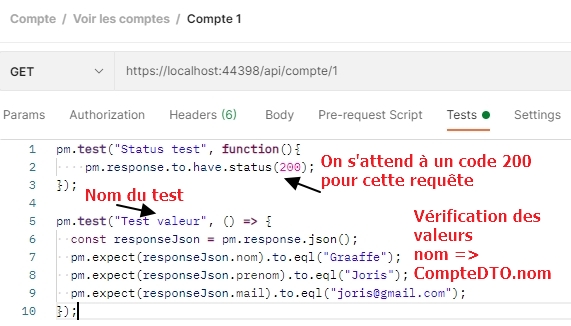 Compte / Voir les comptes / Compte 1
GET https://localhost:44398/api/compte/1
Params Authorization Headers (6) Body Pre-request Script Tests Settings
1 pm.test("Status test", function(){
2 pm.response.to.have.status(200);
3 });
4
5 pm.test("Test valeur", () => {
6 const responseJson = pm.response.json();
7 pm.expect(responseJson.nom).to.eql("Graaffe");
8 pm.expect(responseJson.prenom).to.eql("Joris");
9 pm.expect(responseJson.mail).to.eql("joris@gmail.com");
10 });
On s'attend à un code 200
pour cette requête
Nom du test
Vérification des
valeurs
nom =>
CompteDTO.nom